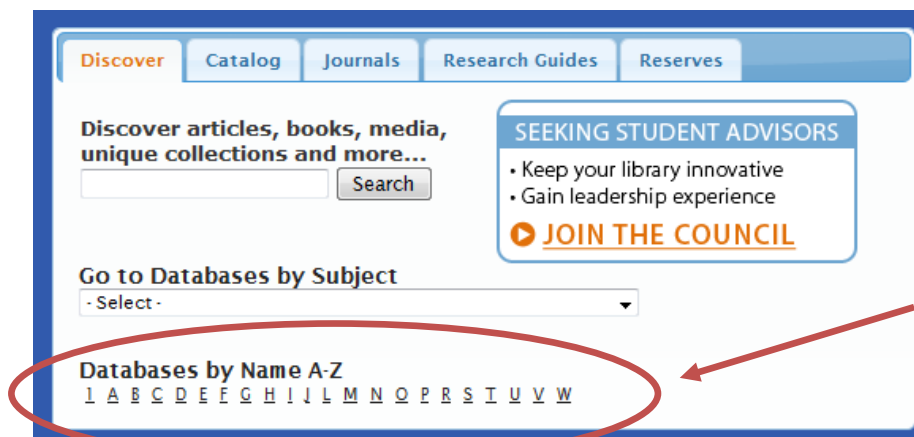 Discover Catalog Journals Research Guides Reserves
Discover articles, books, media,
unique collections and more...
Search
SEEKING STUDENT ADVISORS
• Keep your library innovative
• Gain leadership experience
JOIN THE COUNCIL
Go to Databases by Subject
- Select -
Databases by Name A-Z
1 A B C D E F G H I J L M N O P R S T U V W